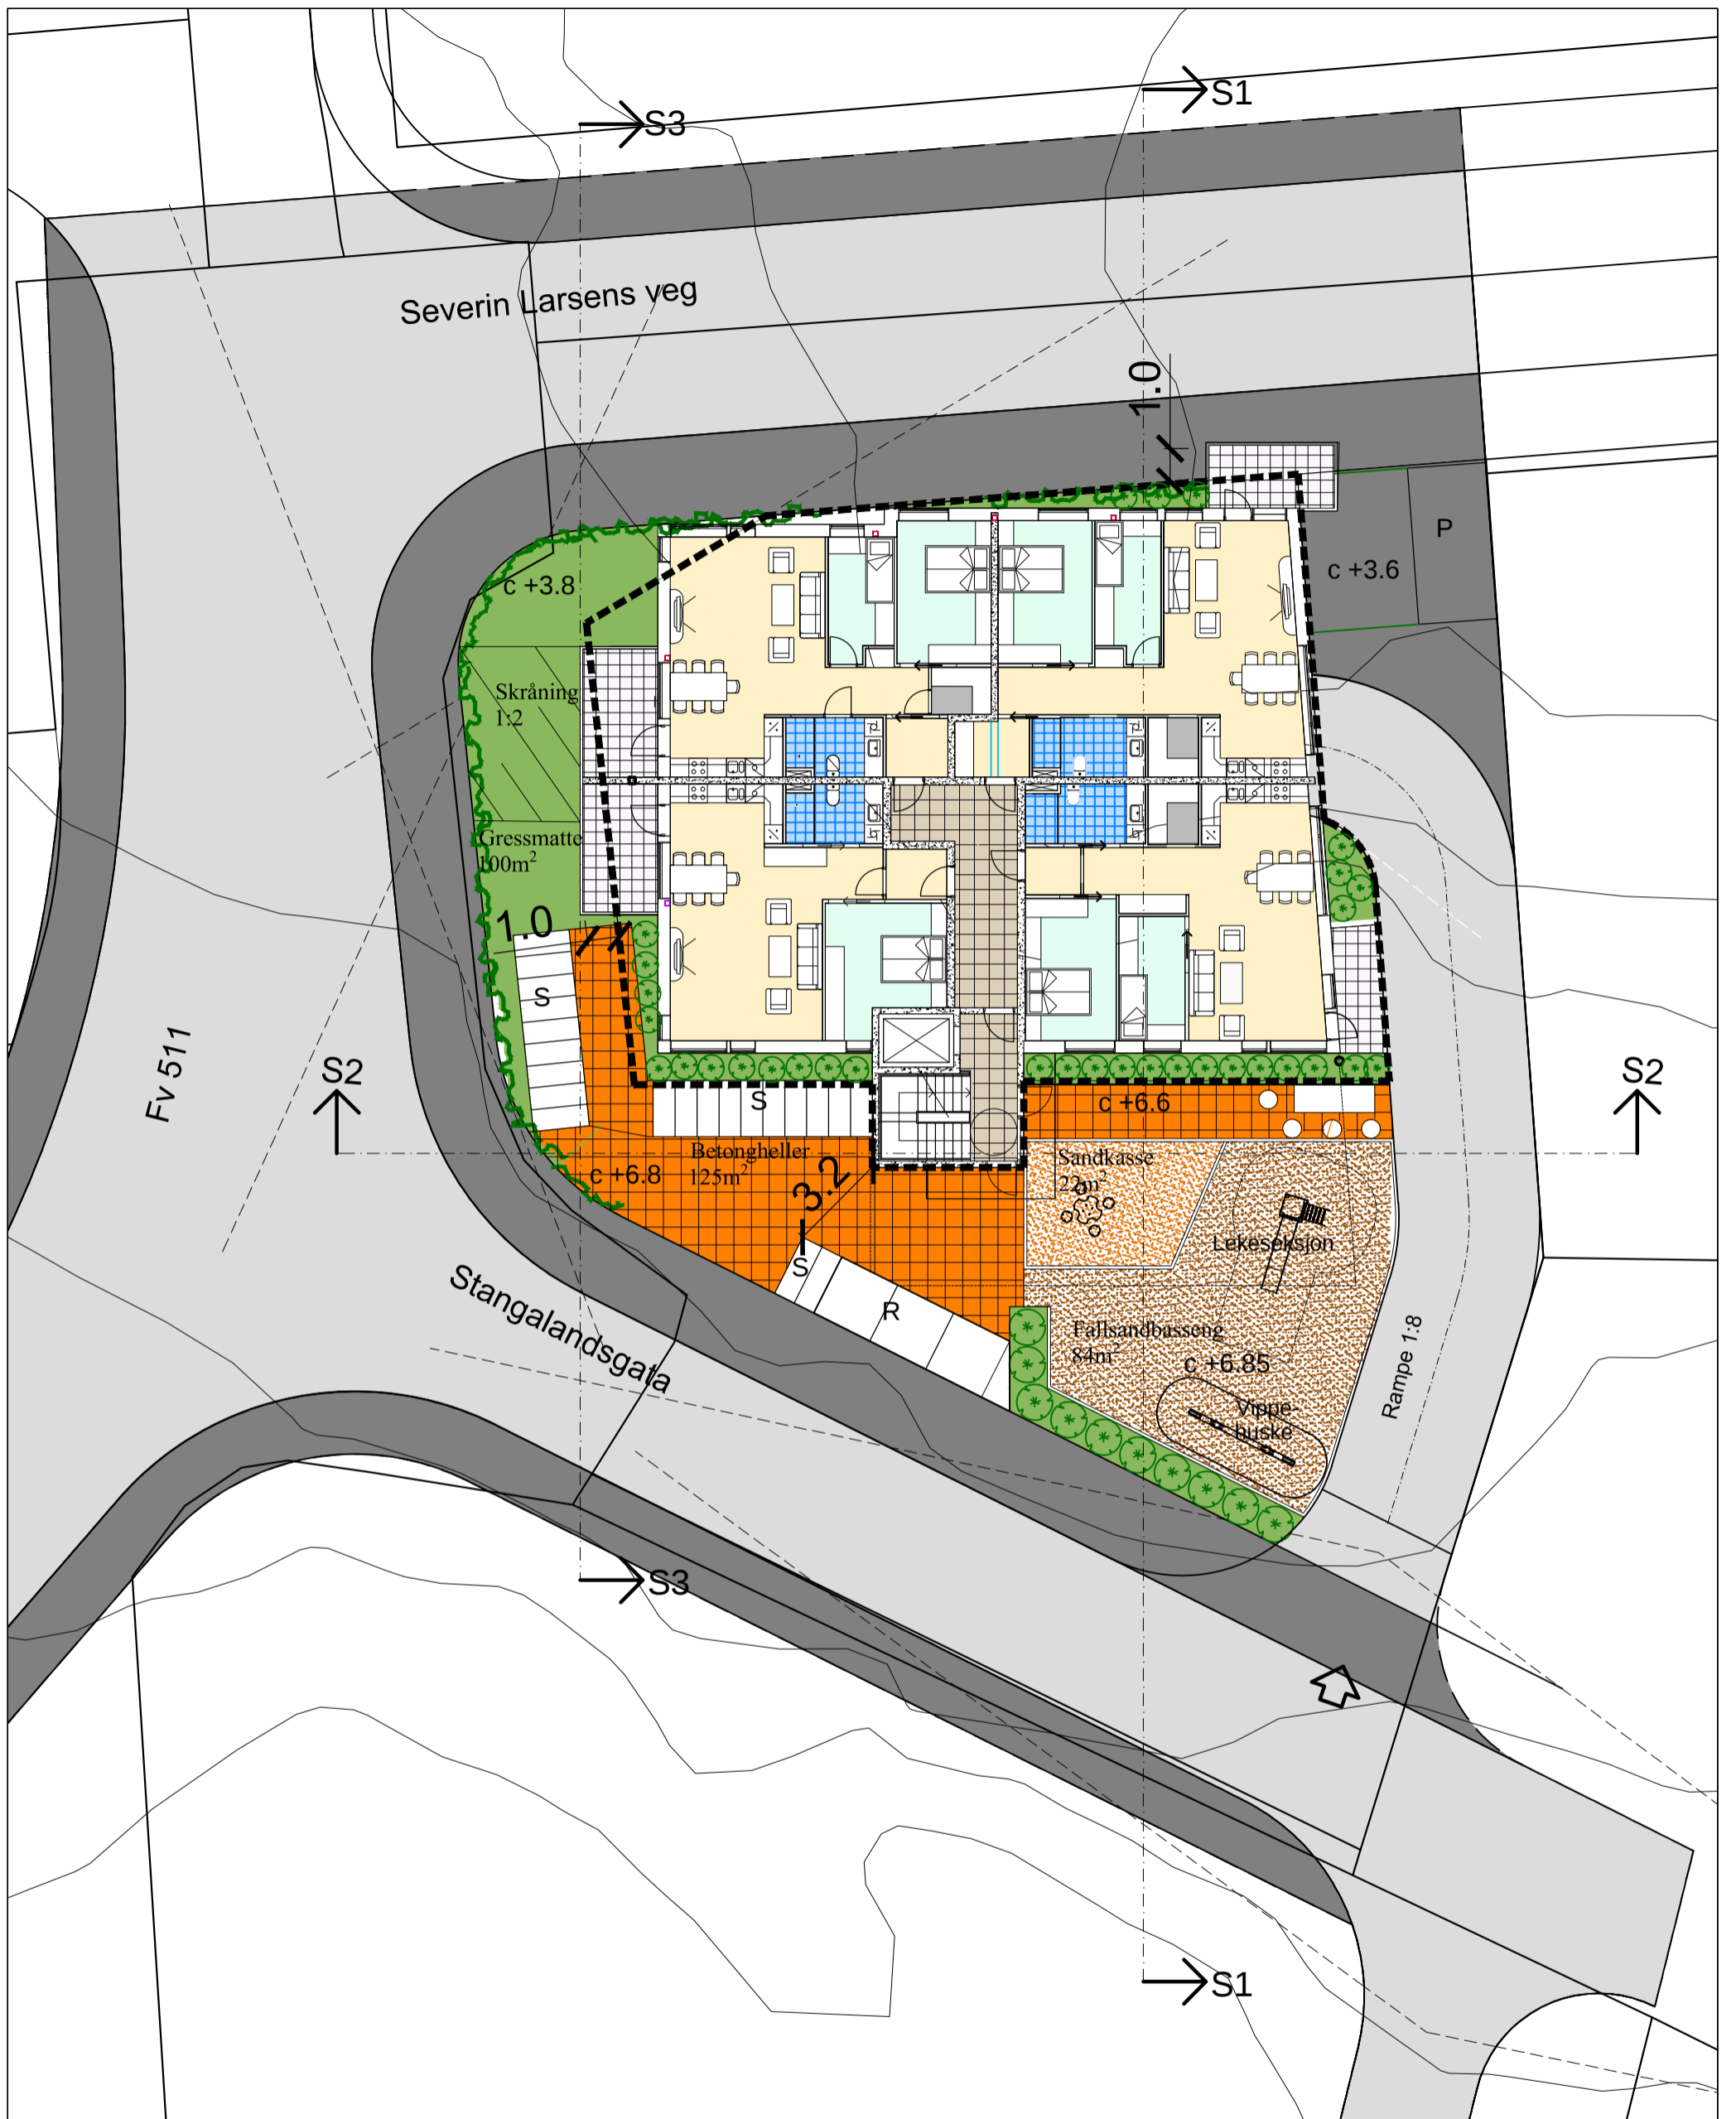 S1
S3
Severin Larsens veg
1.0
P
c +3.6
c +3.8
Skråning
1:2
Gressmatte
100m²
1.0
S
Fv 511
S2
S2
S
c +6.6
Betongheller
125m²
c +6.8
3.2
Sandkasse
22m²
Lekeseksjon
S
R
Stangalandsgata
Fallsandbasseng
84m²
c +6.85
Rampe 1:8
Vippe-
huske
S3
S1